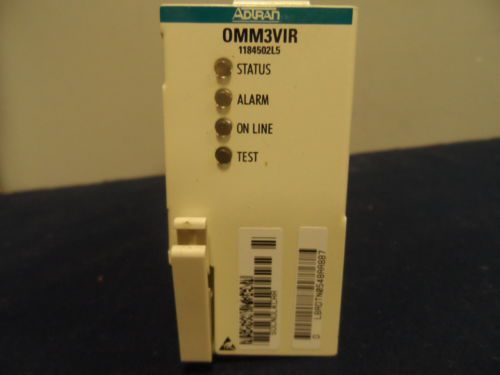 ADTRAN
OMM3VIR
1184502L5
STATUS
ALARM
ON LINE
TEST